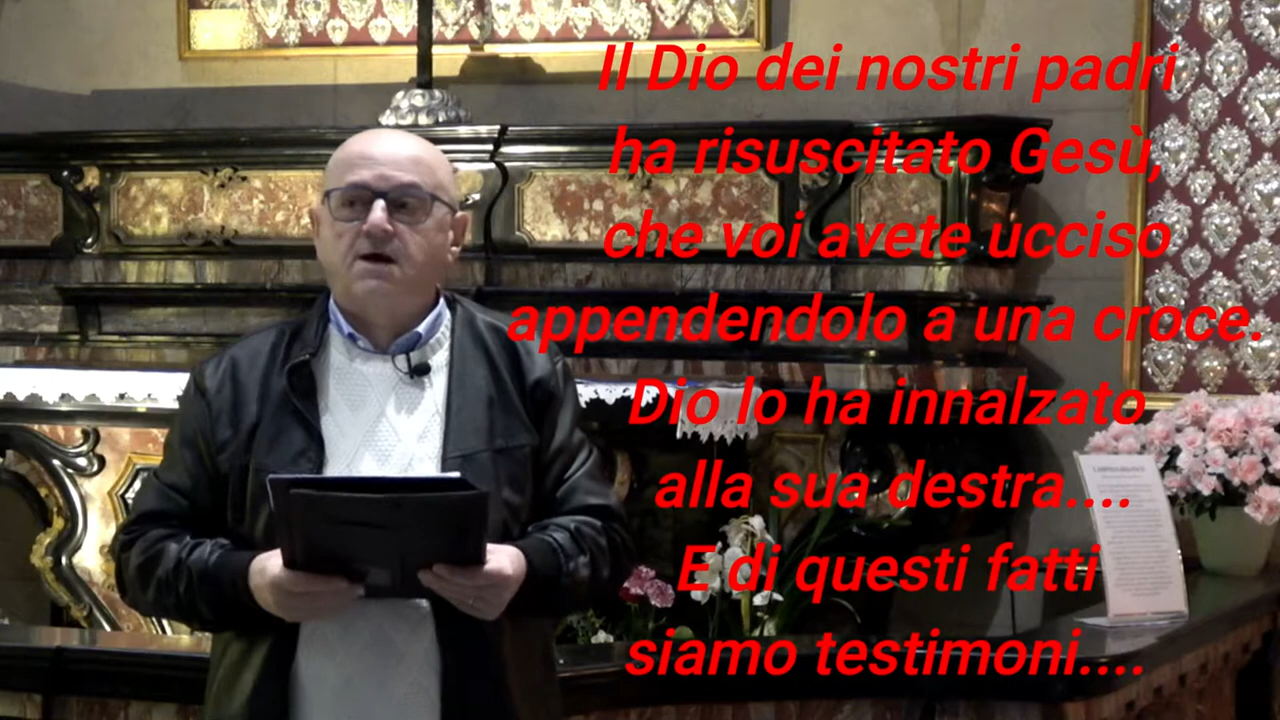 Il Dio dei nostri padri
ha risuscitato Gesù,
che voi avete ucciso
appendendolo a una croce.
Dio lo ha innalzato
alla sua destra....
E di questi fatti
siamo testimoni....